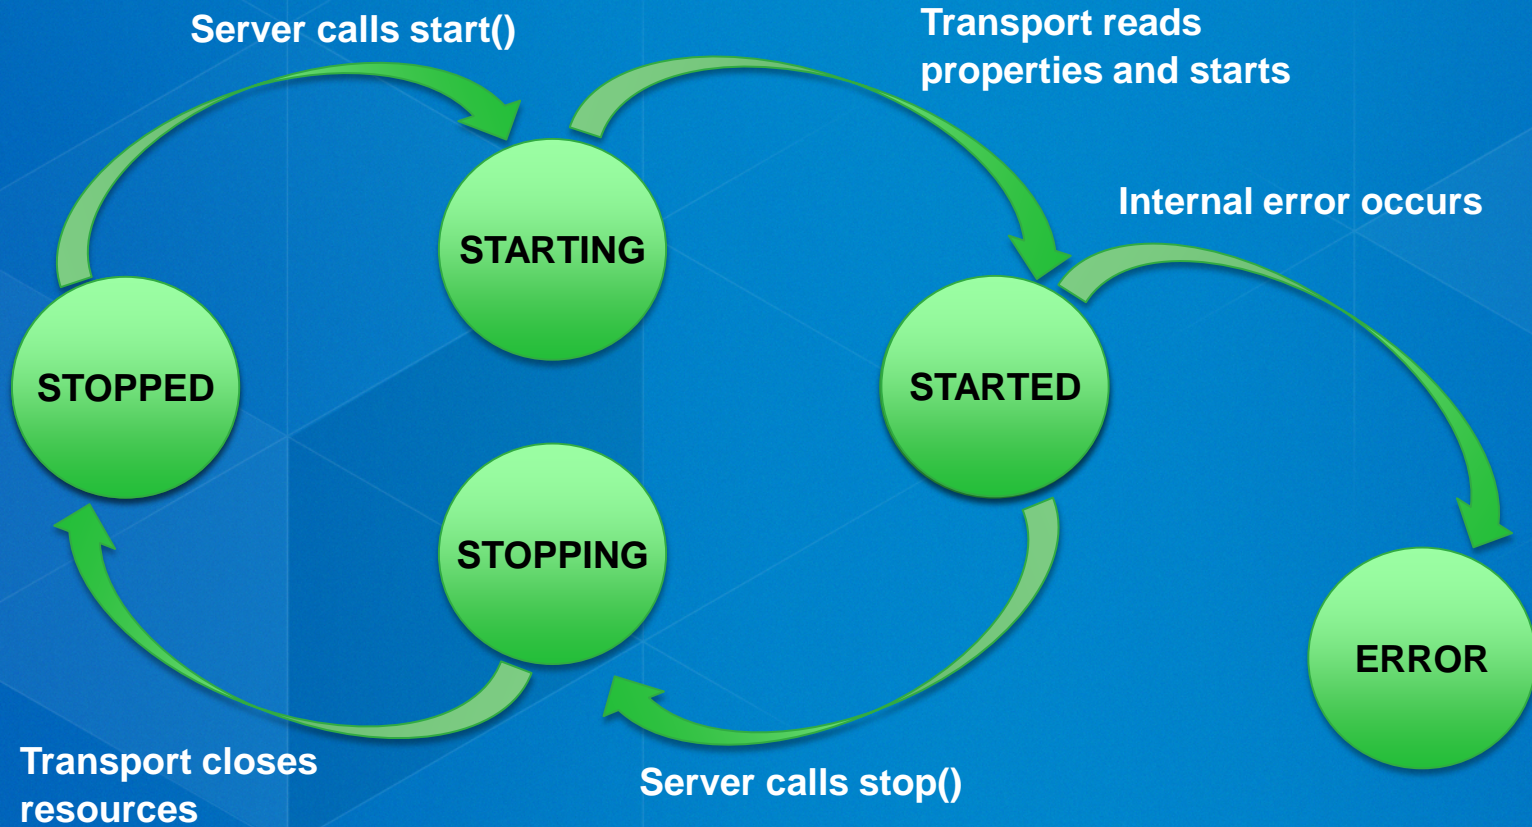 Server calls start()
Transport reads
properties and starts
Internal error occurs
STARTING
STOPPED
STARTED
STOPPING
ERROR
Transport closes
resources
Server calls stop()